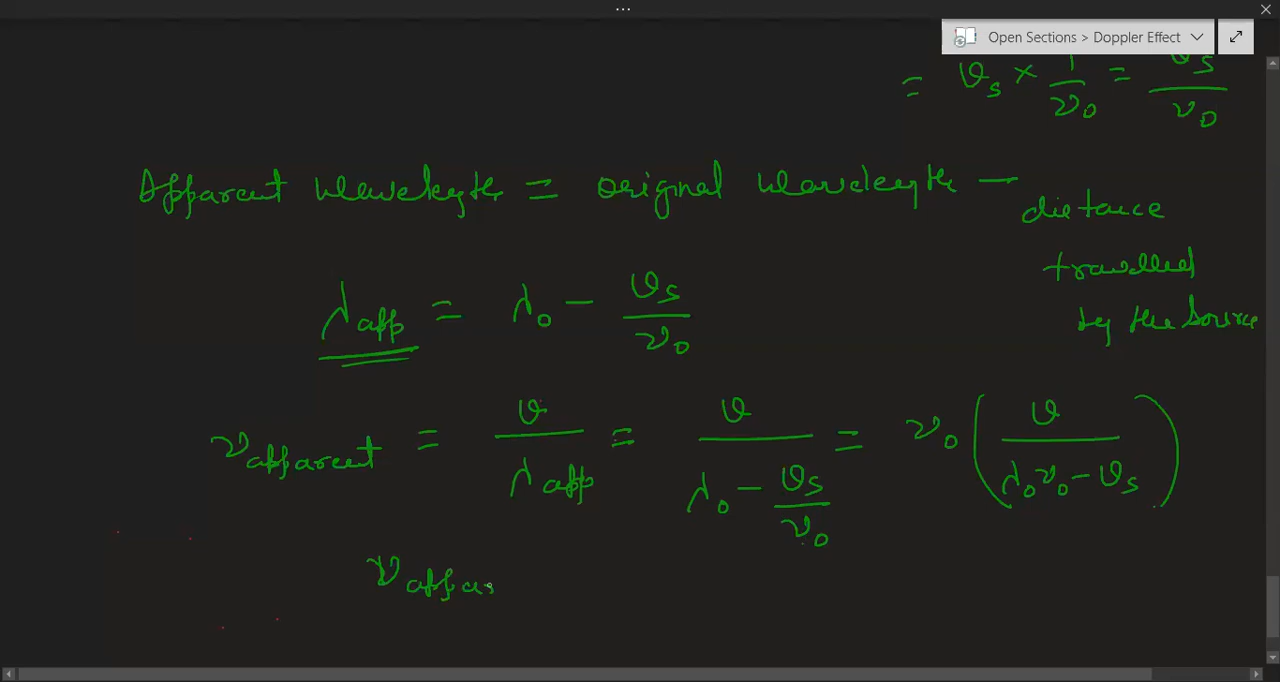 ...
Open Sections > Doppler Effect
= υₛ × 1/ν₀ = υₛ/ν₀
Apparent wavelength = original wavelength — distance
travelled
by the source
λapp = λ₀ − υₛ/ν₀
νapparent = υ/λapp = υ/(λ₀ − υₛ/ν₀) = ν₀ (υ/(λ₀ν₀ − υₛ))
νappar